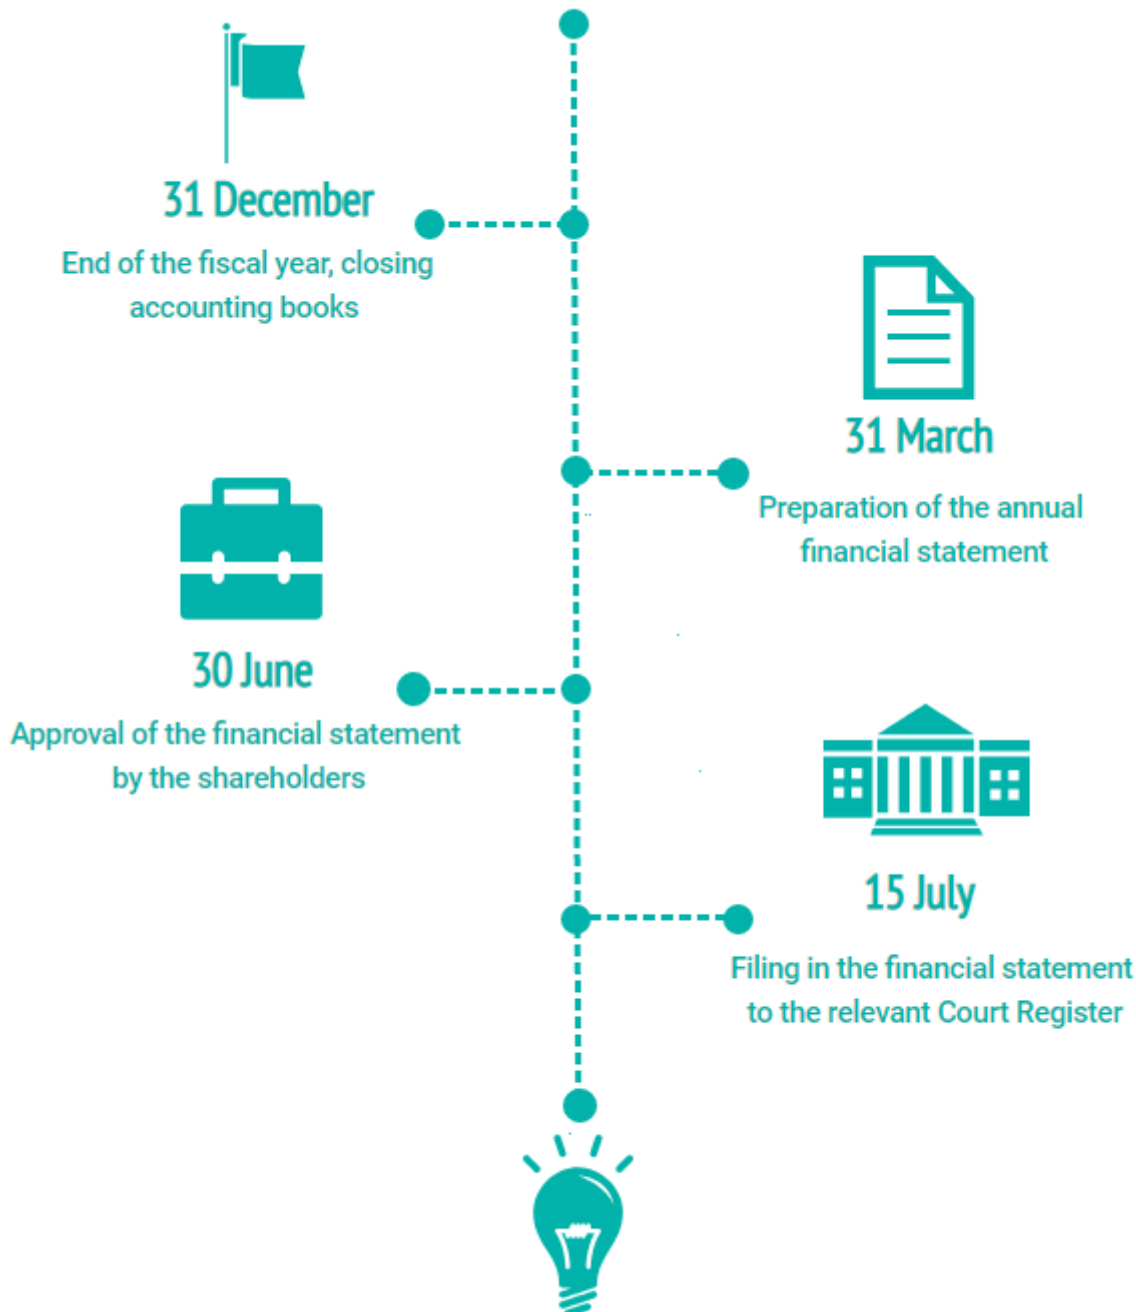 31 December
End of the fiscal year, closing
accounting books
31 March
Preparation of the annual
financial statement
30 June
Approval of the financial statement
by the shareholders
15 July
Filing in the financial statement
to the relevant Court Register